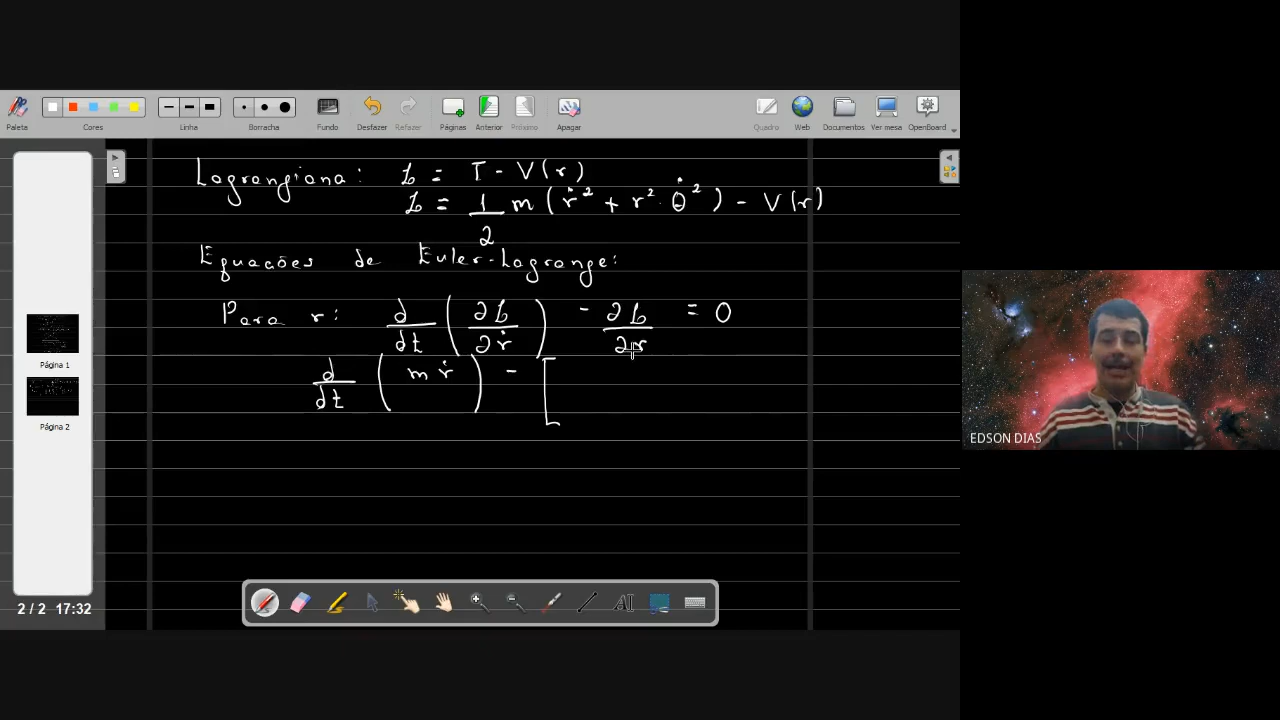 Paleta Cores Linha Borracha Fundo Desfazer Refazer Páginas Anterior Próximo Apagar Quadro Web Documentos Ver mesa OpenBoard
Lagrangiana: L = T - V(r)
L = 1/2 m (ṙ² + r² · θ̇²) - V(r)
Equações de Euler-Lagrange:
Para r: d/dt (∂L/∂ṙ) - ∂L/∂r = 0
d/dt (m ṙ) - [
Página 1
Página 2
2 / 2 17:32
AI
EDSON DIAS